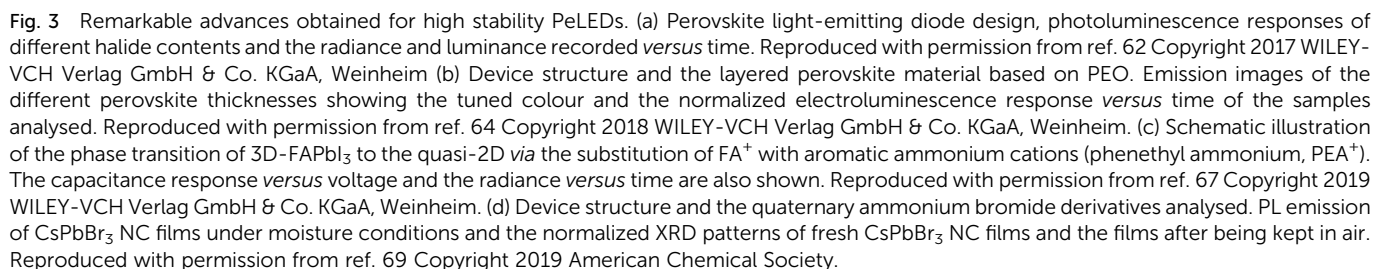 Fig. 3 Remarkable advances obtained for high stability PeLEDs. (a) Perovskite light-emitting diode design, photoluminescence responses of
different halide contents and the radiance and luminance recorded versus time. Reproduced with permission from ref. 62 Copyright 2017 WILEY-
VCH Verlag GmbH & Co. KGaA, Weinheim (b) Device structure and the layered perovskite material based on PEO. Emission images of the
different perovskite thicknesses showing the tuned colour and the normalized electroluminescence response versus time of the samples
analysed. Reproduced with permission from ref. 64 Copyright 2018 WILEY-VCH Verlag GmbH & Co. KGaA, Weinheim. (c) Schematic illustration
of the phase transition of 3D-FAPbI₃ to the quasi-2D via the substitution of FA⁺ with aromatic ammonium cations (phenethyl ammonium, PEA⁺).
The capacitance response versus voltage and the radiance versus time are also shown. Reproduced with permission from ref. 67 Copyright 2019
WILEY-VCH Verlag GmbH & Co. KGaA, Weinheim. (d) Device structure and the quaternary ammonium bromide derivatives analysed. PL emission
of CsPbBr₃ NC films under moisture conditions and the normalized XRD patterns of fresh CsPbBr₃ NC films and the films after being kept in air.
Reproduced with permission from ref. 69 Copyright 2019 American Chemical Society.